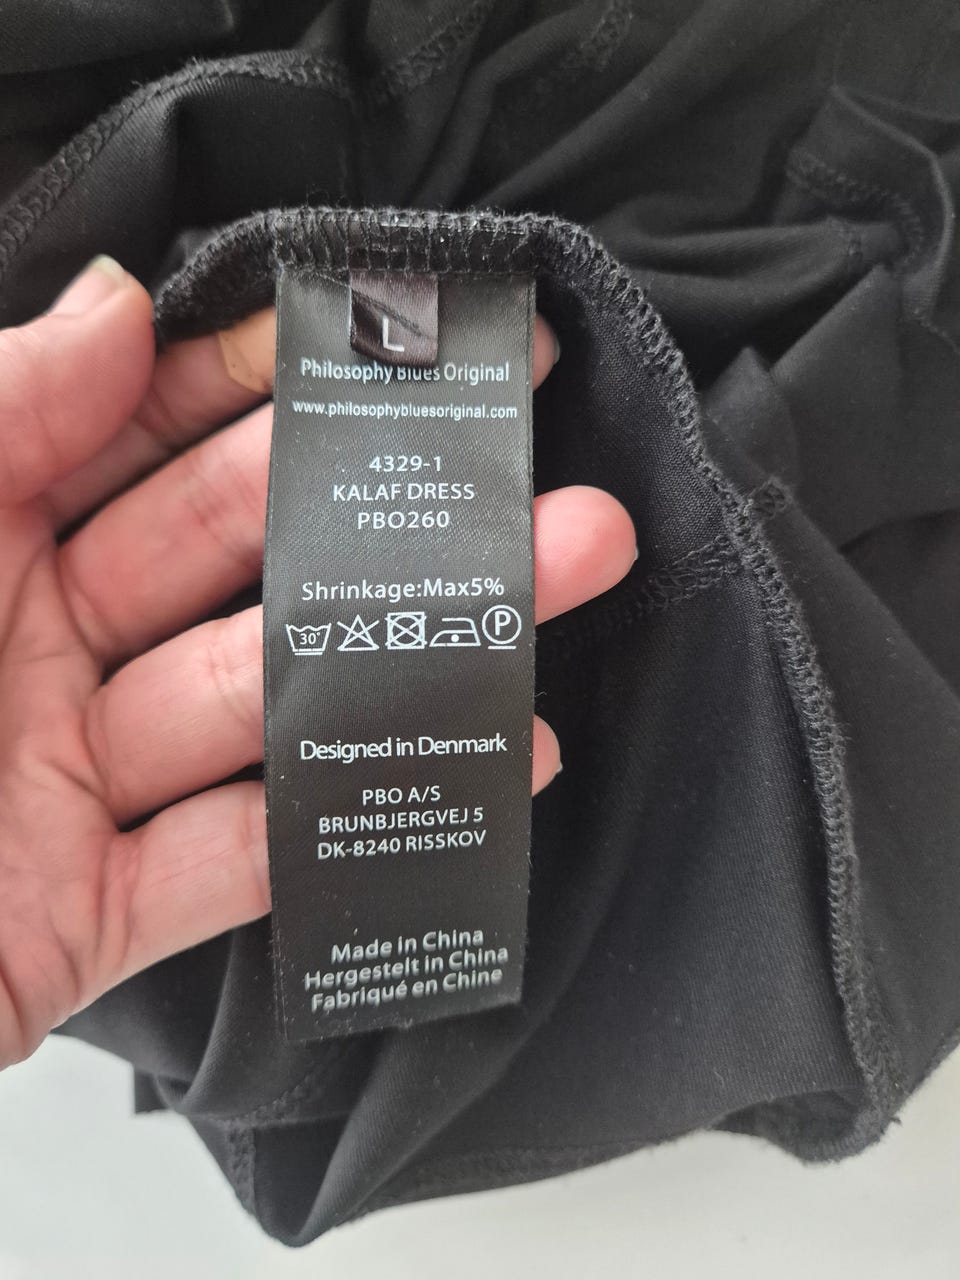 L
Philosophy Blues Original
www.philosophybluesoriginal.com
4329-1
KALAF DRESS
PBO260
Shrinkage:Max5%
30°
P
Designed in Denmark
PBO A/S
BRUNBJERGVEJ 5
DK-8240 RISSKOV
Made in China
Hergestelt in China
Fabriqué en Chine